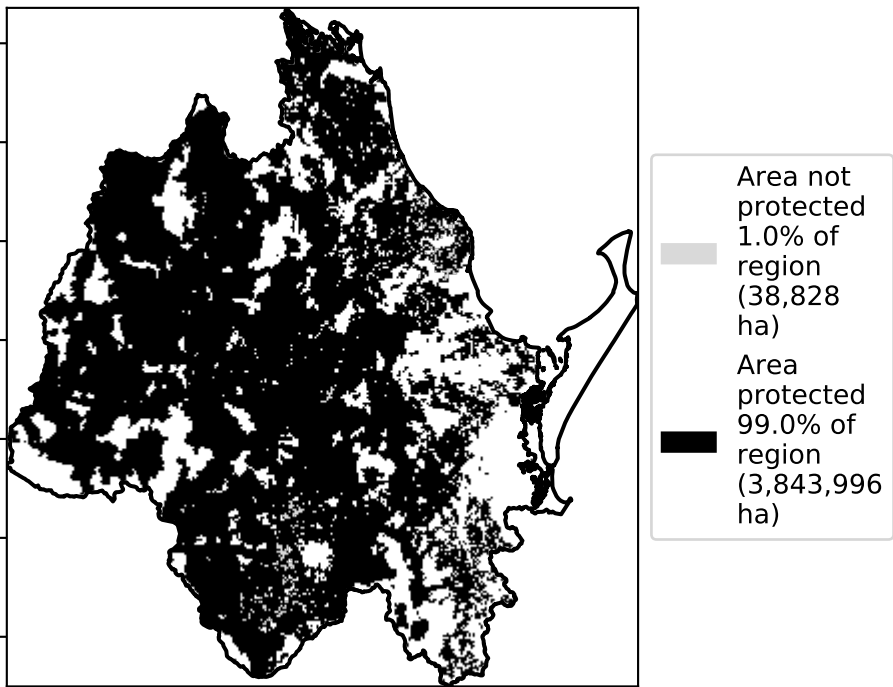 Area not
protected
1.0% of
region
(38,828
ha)
Area
protected
99.0% of
region
(3,843,996
ha)